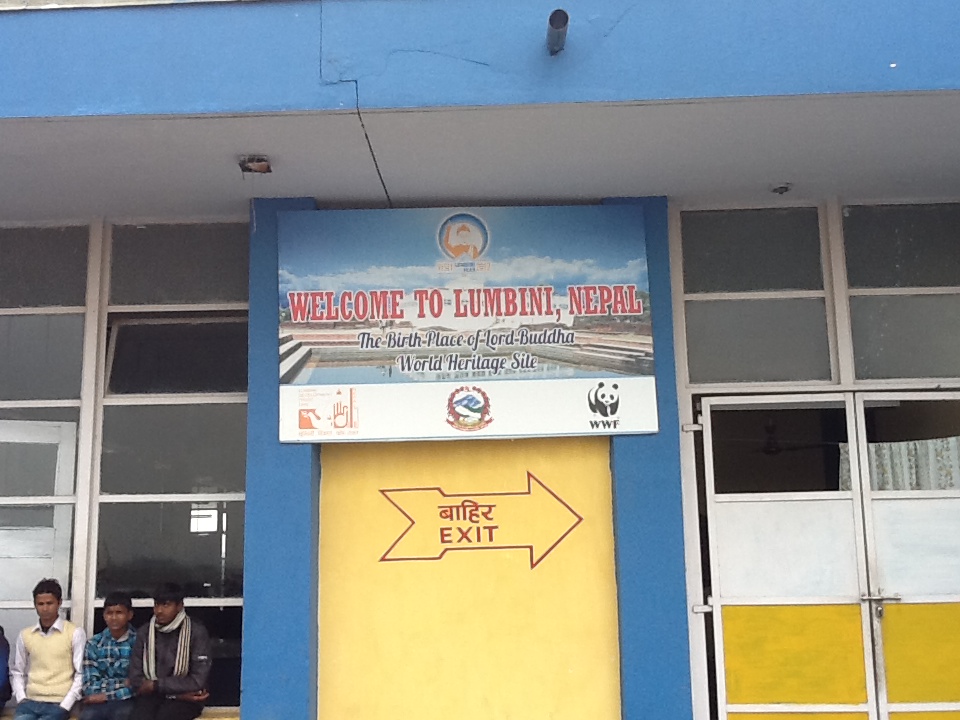 WELCOME TO LUMBINI, NEPAL
The Birth Place of Lord Buddha
World Heritage Site
WWF
बाहिर
EXIT